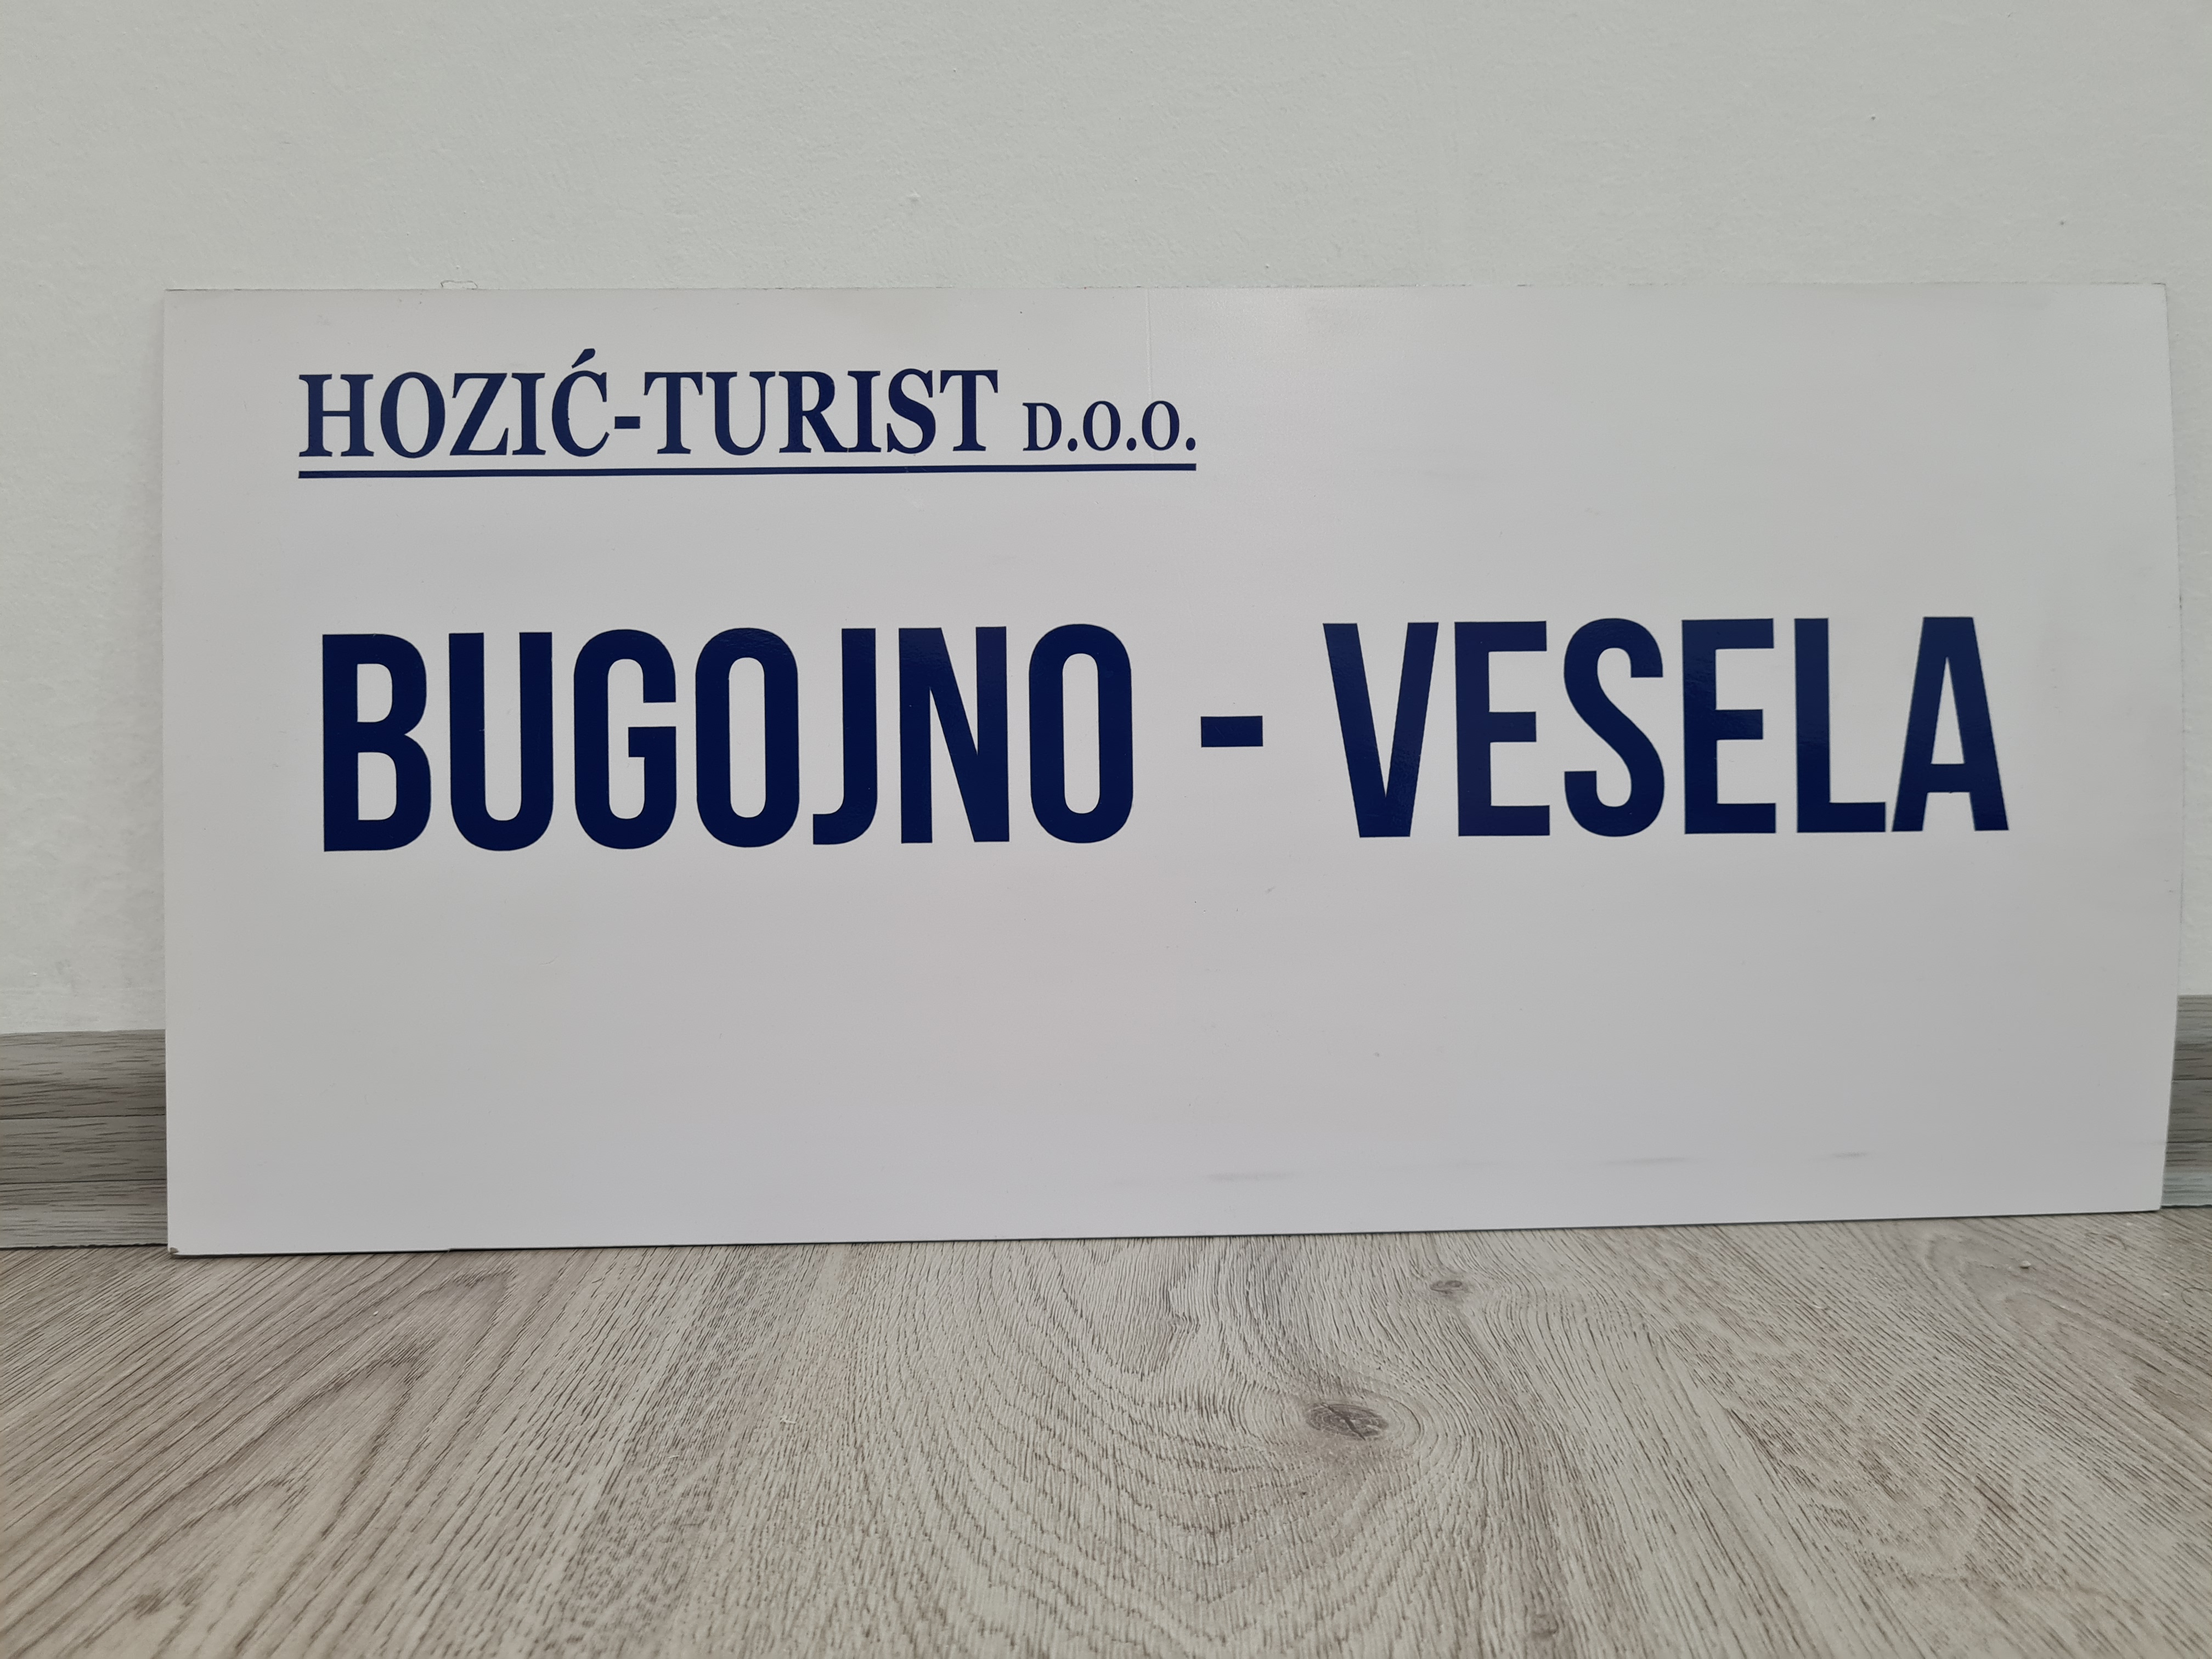 HOZIĆ-TURIST D.O.O.
BUGOJNO - VESELA